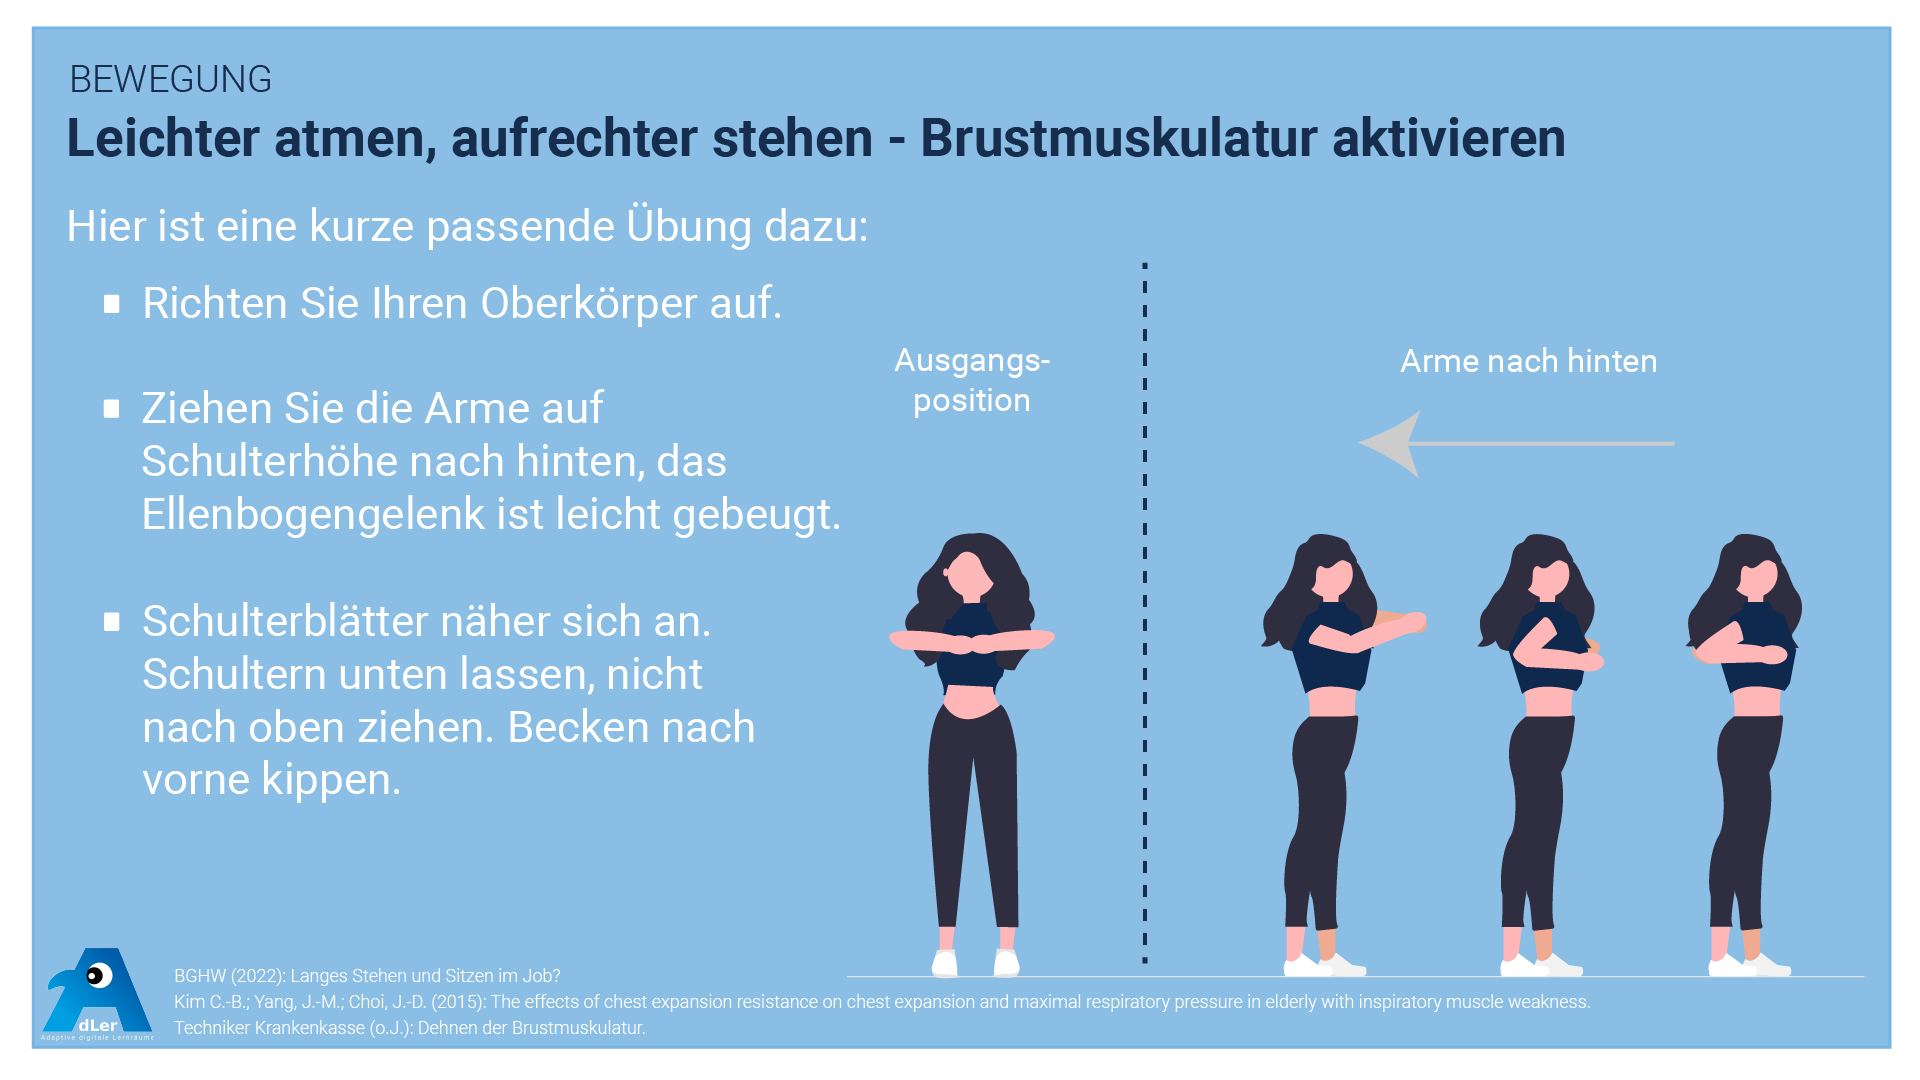 BEWEGUNG
Leichter atmen, aufrechter stehen - Brustmuskulatur aktivieren
Hier ist eine kurze passende Übung dazu:
Richten Sie Ihren Oberkörper auf.
Ziehen Sie die Arme auf
Schulterhöhe nach hinten, das
Ellenbogengelenk ist leicht gebeugt.
Schulterblätter näher sich an.
Schultern unten lassen, nicht
nach oben ziehen. Becken nach
vorne kippen.
Ausgangs-
position
Arme nach hinten
dLer
Adaptive digitale Lernräume
BGHW (2022): Langes Stehen und Sitzen im Job?
Kim C.-B.; Yang, J.-M.; Choi, J.-D. (2015): The effects of chest expansion resistance on chest expansion and maximal respiratory pressure in elderly with inspiratory muscle weakness.
Techniker Krankenkasse (o.J.): Dehnen der Brustmuskulatur.